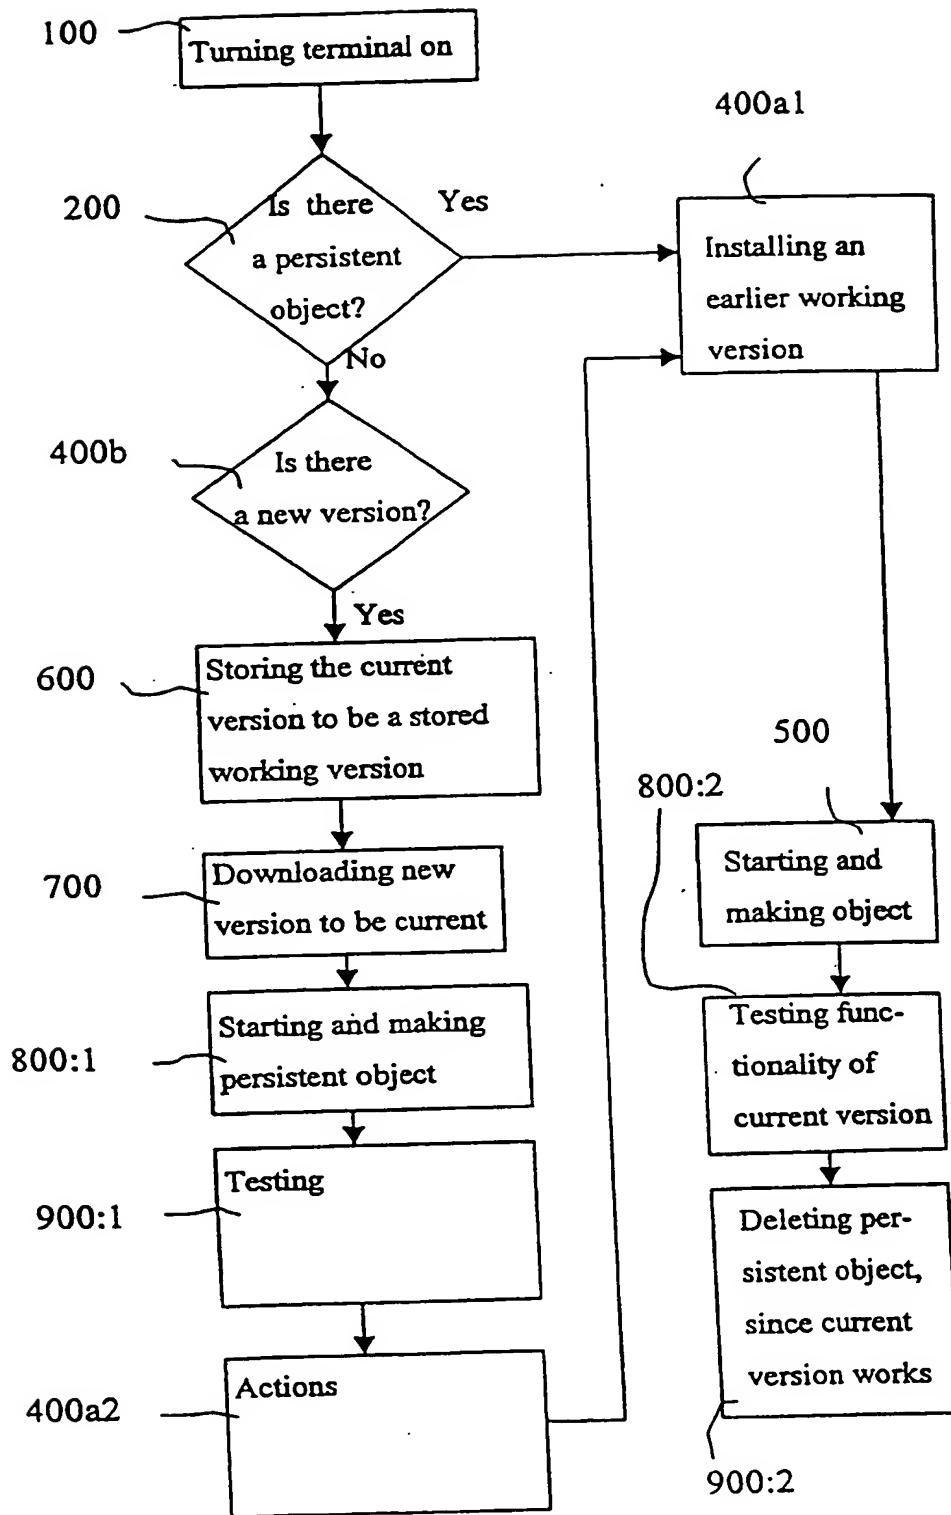 100
Turning terminal on
400a1
200
Is there
a persistent
object?
Yes
Installing an
earlier working
version
No
400b
Is there
a new version?
Yes
600
Storing the current
version to be a stored
working version
500
800:2
700
Downloading new
version to be current
Starting and
making object
800:1
Starting and making
persistent object
Testing func-
tionality of
current version
900:1
Testing
Deleting per-
sistent object,
since current
version works
400a2
Actions
900:2